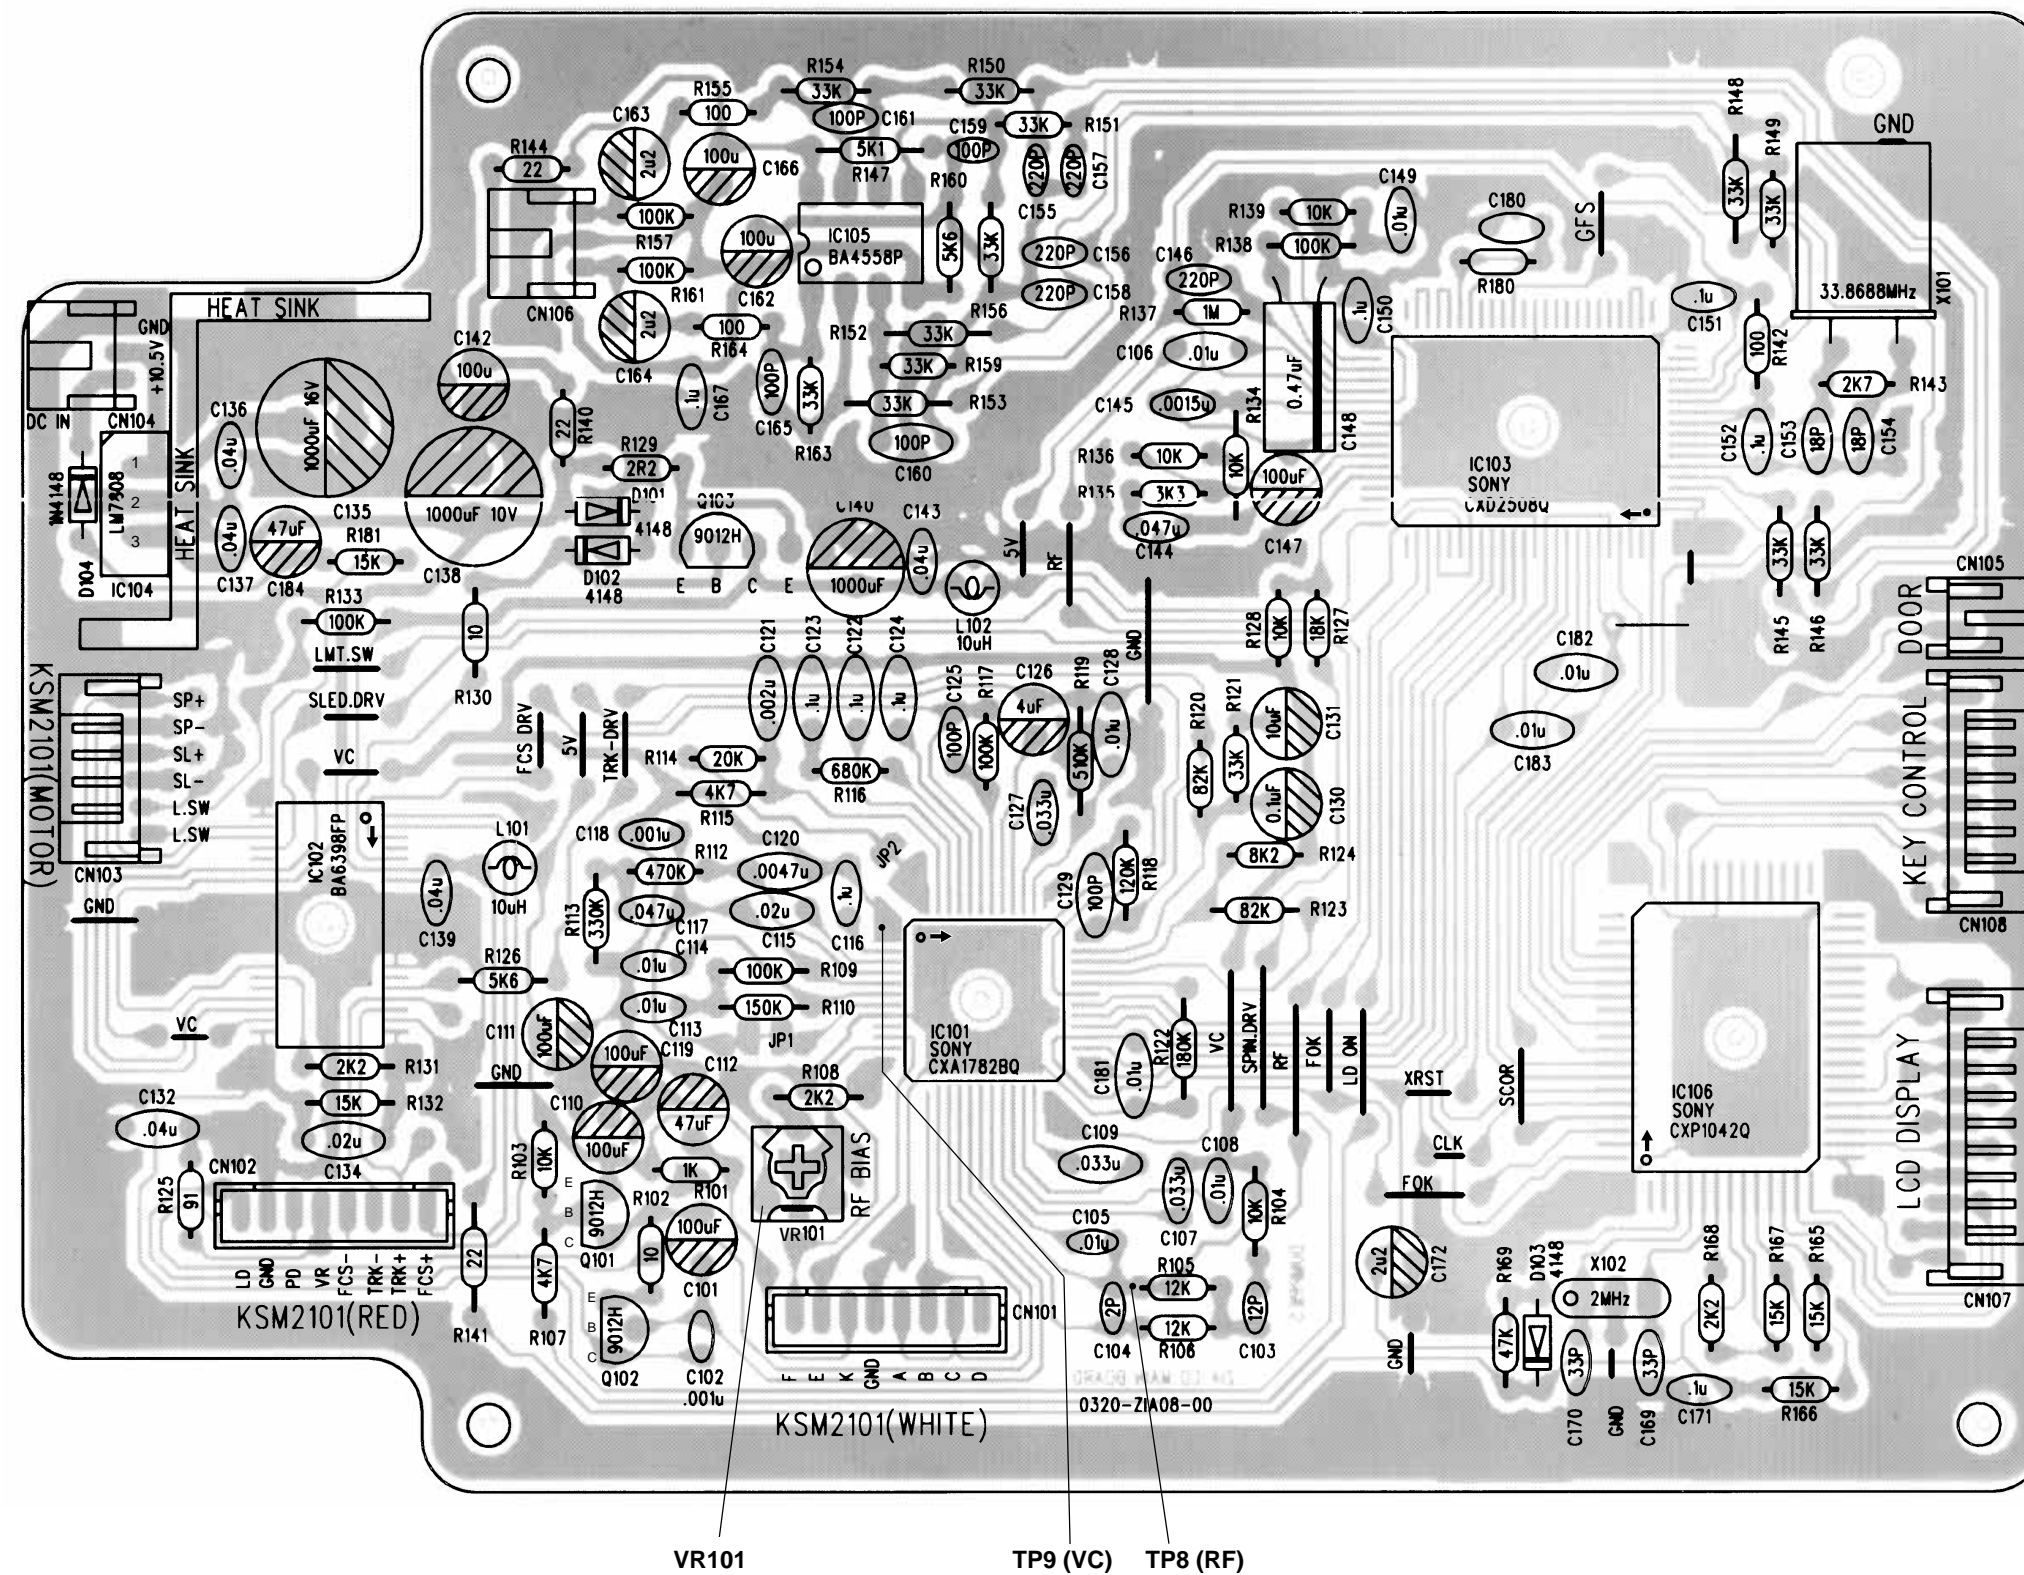 R154
33K
R150
33K
R155
100
C163
2u2
100P
C161
C159
100P
33K
R151
R148
33K
R149
33K
GND
R144
22
100u
C166
5K1
R147
R160
220P
220P
C157
C155
C149
.01u
C180
GFS
R139
10K
R138
100K
100K
R157
100u
IC105
BA4558P
5K6
33K
220P
C156
C146
220P
R180
100K
R161
C162
220P
C158
R156
33.8688MHz
X101
HEAT SINK
CN106
2u2
C164
100
R164
R152
33K
R137
1M
.1u
C150
.1u
C151
GND
+10.5V
C142
100u
33K
R159
C106
.01u
0.47uF
C148
100
R142
2K7
R143
DC IN
CN104
C136
.04u
1000uF 16V
.1u
C167
100P
C165
33K
R163
33K
R153
C145
.0015u
R134
10K
22
R140
100P
C160
R129
2R2
R136
10K
IC103
SONY
CXD2508Q
C152
.1u
C153
18P
18P
C154
1N4148
D104
1
2
3
LM7808
IC104
HEAT SINK
C135
1000uF 10V
C138
D101
4148
Q103
9012H
C140
1000uF
C143
.04u
R135
3K3
100uF
C147
.047u
C144
.04u
C137
47uF
C184
R181
15K
D102
4148
E B C E
5V
RF
33K
R145
33K
R146
CN105
DOOR
R133
100K
10
R130
L102
10uH
GND
R128
10K
18K
R127
C182
.01u
LMT.SW
KSM2101(MOTOR)
SP+
SP-
SL+
SL-
L.SW
L.SW
CN103
SLED.DRV
C121
.002u
C123
.1u
C122
.1u
C124
.1u
C125
100P
R117
100K
C126
4uF
R119
510K
C128
.01u
R120
82K
R121
33K
10uF
C131
.01u
C183
KEY CONTROL
CN108
VC
FCS DRV
5V
TRK-DRV
R114
20K
4K7
R115
680K
R116
C127
.033u
0.1uF
C130
IC102
BA6398FP
L101
10uH
C118
.001u
R112
470K
C120
.0047u
JP2
C129
100P
120K
R118
8K2
R124
GND
.04u
C139
R113
330K
.047u
C117
.02u
C115
.1u
C116
82K
R123
R126
5K6
C114
.01u
100K
R109
.01u
C113
150K
R110
JP1
VC
C111
100uF
100uF
C119
IC101
SONY
CXA1782BQ
R122
180K
VC
SPIN.DRV
RF
FOK
LD ON
C181
.01u
XRST
SCOR
IC106
SONY
CXP1042Q
LCD DISPLAY
CN107
2K2
R131
GND
C112
47uF
R108
2K2
C132
.04u
15K
R132
.02u
C134
C110
100uF
R103
10K
1K
R101
RF BIAS
VR101
C109
.033u
C108
.01u
.033u
C107
10K
R104
CLK
FOK
CN102
R125
91
E
B
C
9012H
Q101
R102
10
100uF
C101
C105
.01u
LD
GND
PD
VR
FCS-
TRK-
TRK+
FCS+
KSM2101(RED)
22
R141
4K7
R107
E
B
C
9012H
Q102
C102
.001u
CN101
F
E
K
GND
A
B
C
D
KSM2101(WHITE)
R105
12K
12K
R106
2P
C104
12P
C103
0320-ZIA08-00
2u2
C172
GND
R169
47K
D103
4148
X102
2MHz
33P
C170
GND
33P
C169
R168
2K2
R167
15K
R165
15K
.1u
C171
15K
R166
VR101
TP9 (VC)
TP8 (RF)